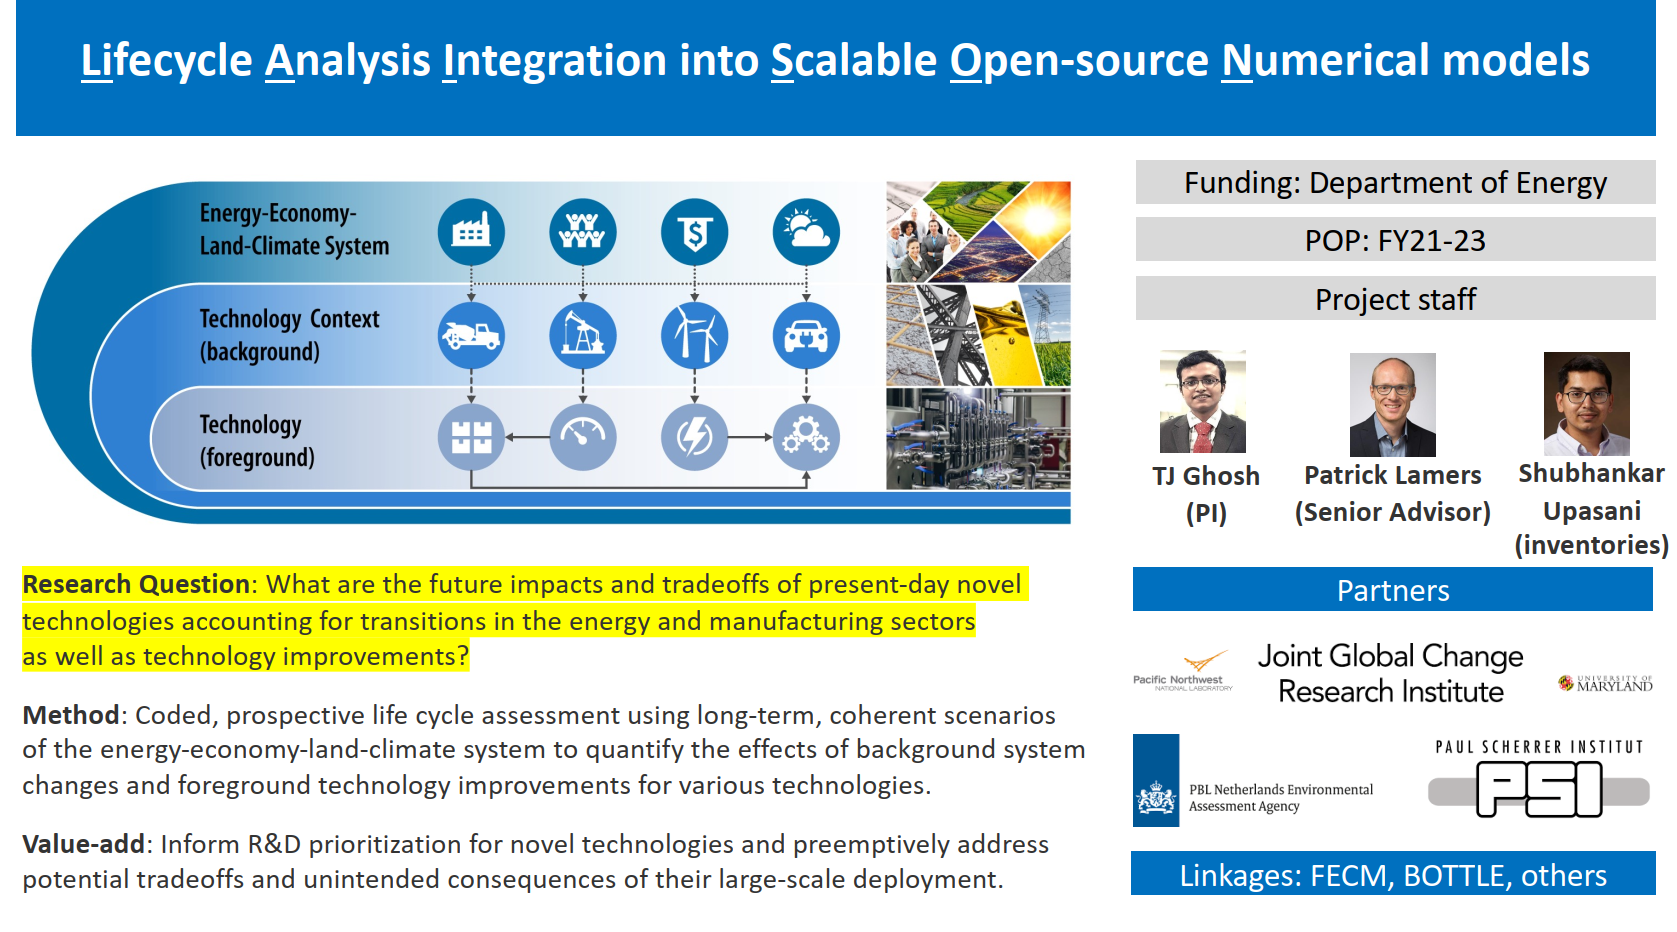 Lifecycle Analysis Integration into Scalable Open-source Numerical models
Energy-Economy-
Land-Climate System
Technology Context
(background)
Technology
(foreground)
Research Question: What are the future impacts and tradeoffs of present-day novel
technologies accounting for transitions in the energy and manufacturing sectors
as well as technology improvements?
Method: Coded, prospective life cycle assessment using long-term, coherent scenarios
of the energy-economy-land-climate system to quantify the effects of background system
changes and foreground technology improvements for various technologies.
Value-add: Inform R&D prioritization for novel technologies and preemptively address
potential tradeoffs and unintended consequences of their large-scale deployment.
Funding: Department of Energy
POP: FY21-23
Project staff
TJ Ghosh
(PI)
Patrick Lamers
(Senior Advisor)
Shubhankar
Upasani
(inventories)
Partners
Pacific Northwest
NATIONAL LABORATORY
Joint Global Change
Research Institute
UNIVERSITY OF
MARYLAND
PBL Netherlands Environmental
Assessment Agency
PAUL SCHERRER INSTITUT
PSI
Linkages: FECM, BOTTLE, others